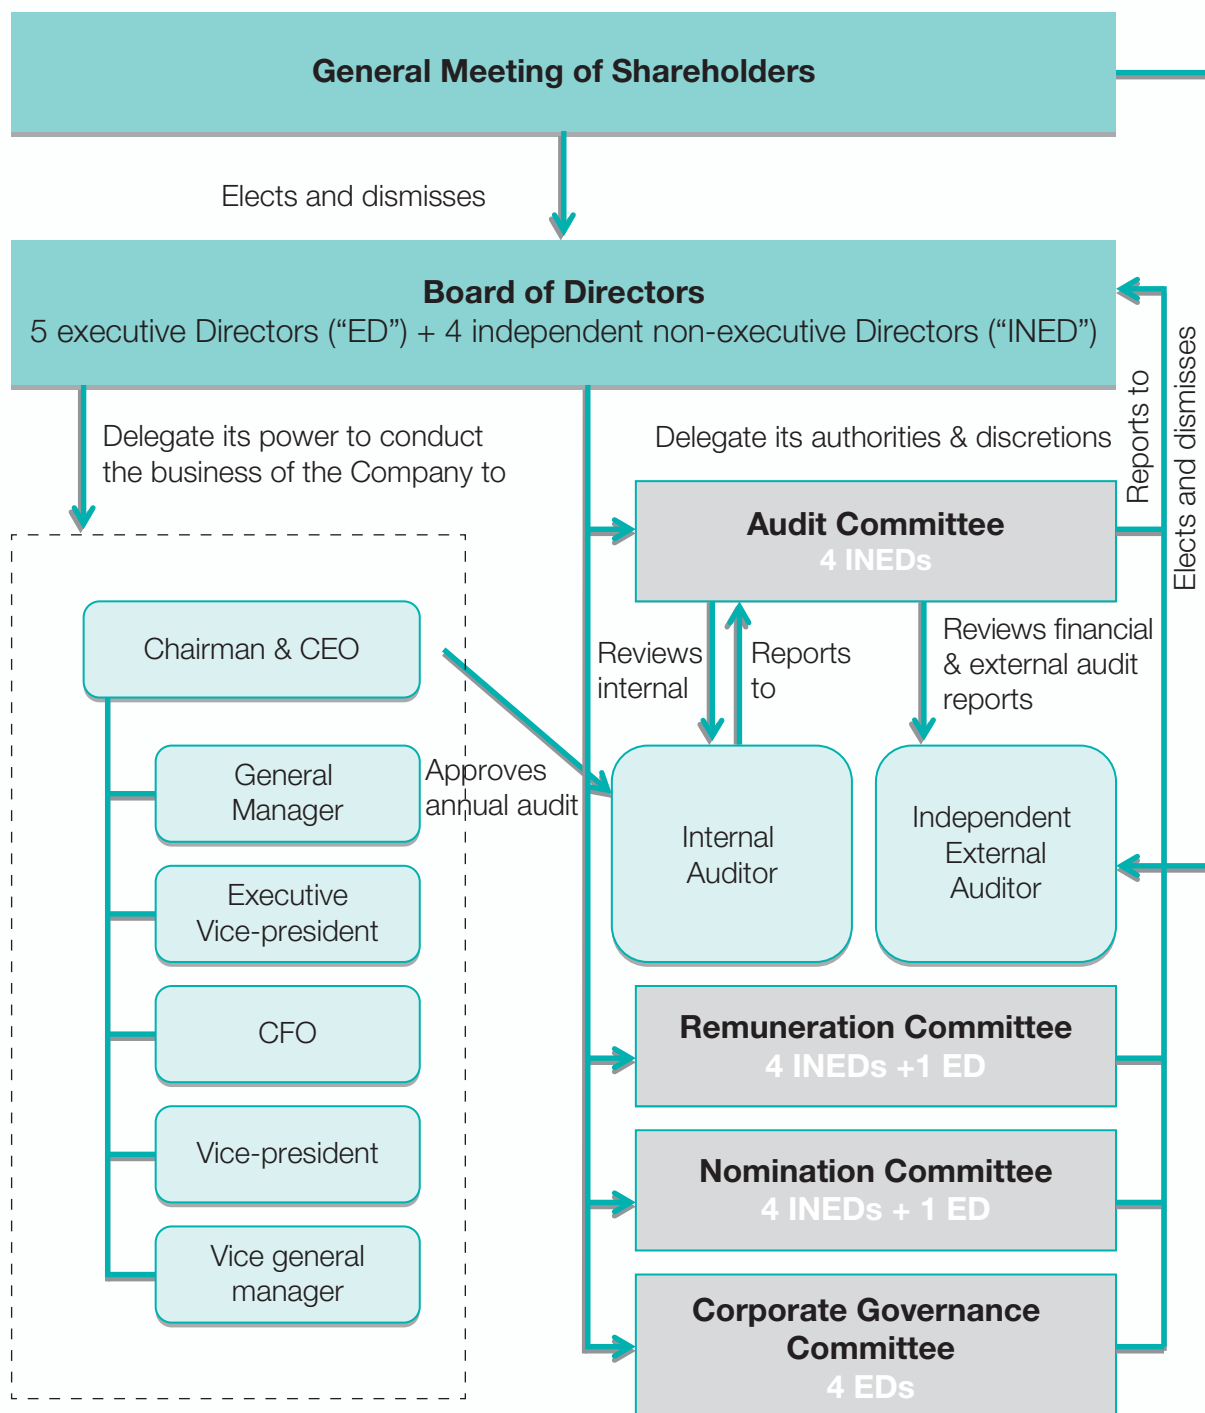 General Meeting of Shareholders
Elects and dismisses
Board of Directors
5 executive Directors (“ED”) + 4 independent non-executive Directors (“INED”)
Delegate its power to conduct
the business of the Company to
Delegate its authorities & discretions
Reports to
Elects and dismisses
Audit Committee
4 INEDs
Chairman & CEO
Reviews
internal
Reports
to
Reviews financial
& external audit
reports
General
Manager
Approves
annual audit
Internal
Auditor
Independent
External
Auditor
Executive
Vice-president
CFO
Vice-president
Vice general
manager
Remuneration Committee
4 INEDs +1 ED
Nomination Committee
4 INEDs + 1 ED
Corporate Governance
Committee
4 EDs